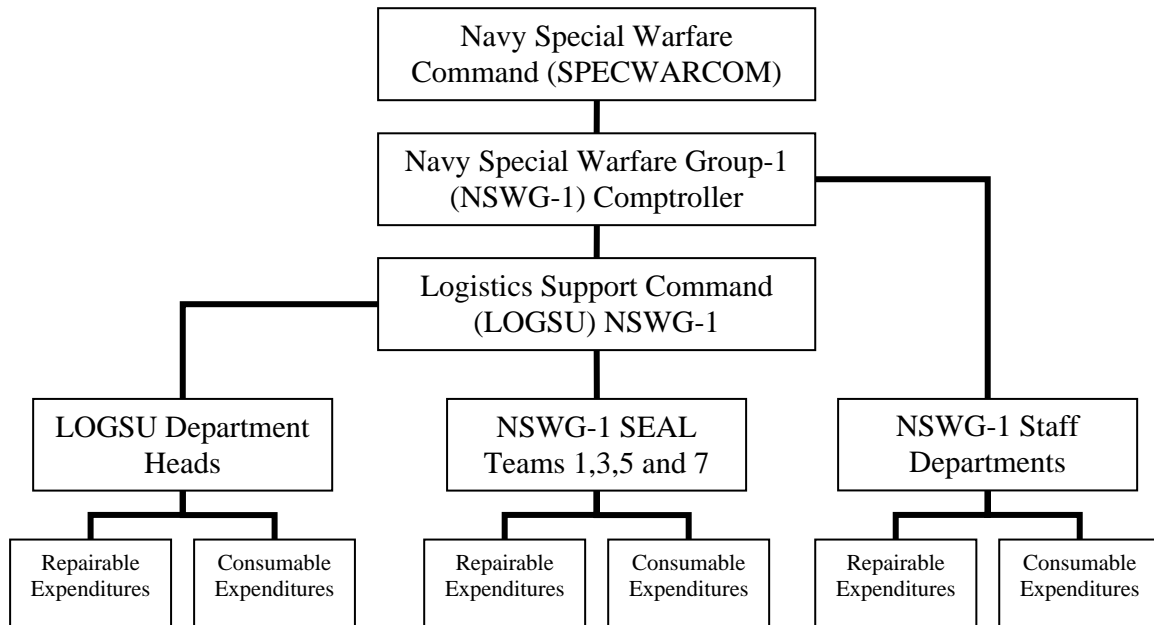 Navy Special Warfare
Command (SPECWARCOM)
Navy Special Warfare Group-1
(NSWG-1) Comptroller
Logistics Support Command
(LOGSU) NSWG-1
LOGSU Department
Heads
NSWG-1 SEAL
Teams 1,3,5 and 7
NSWG-1 Staff
Departments
Repairable
Expenditures
Consumable
Expenditures
Repairable
Expenditures
Consumable
Expenditures
Repairable
Expenditures
Consumable
Expenditures